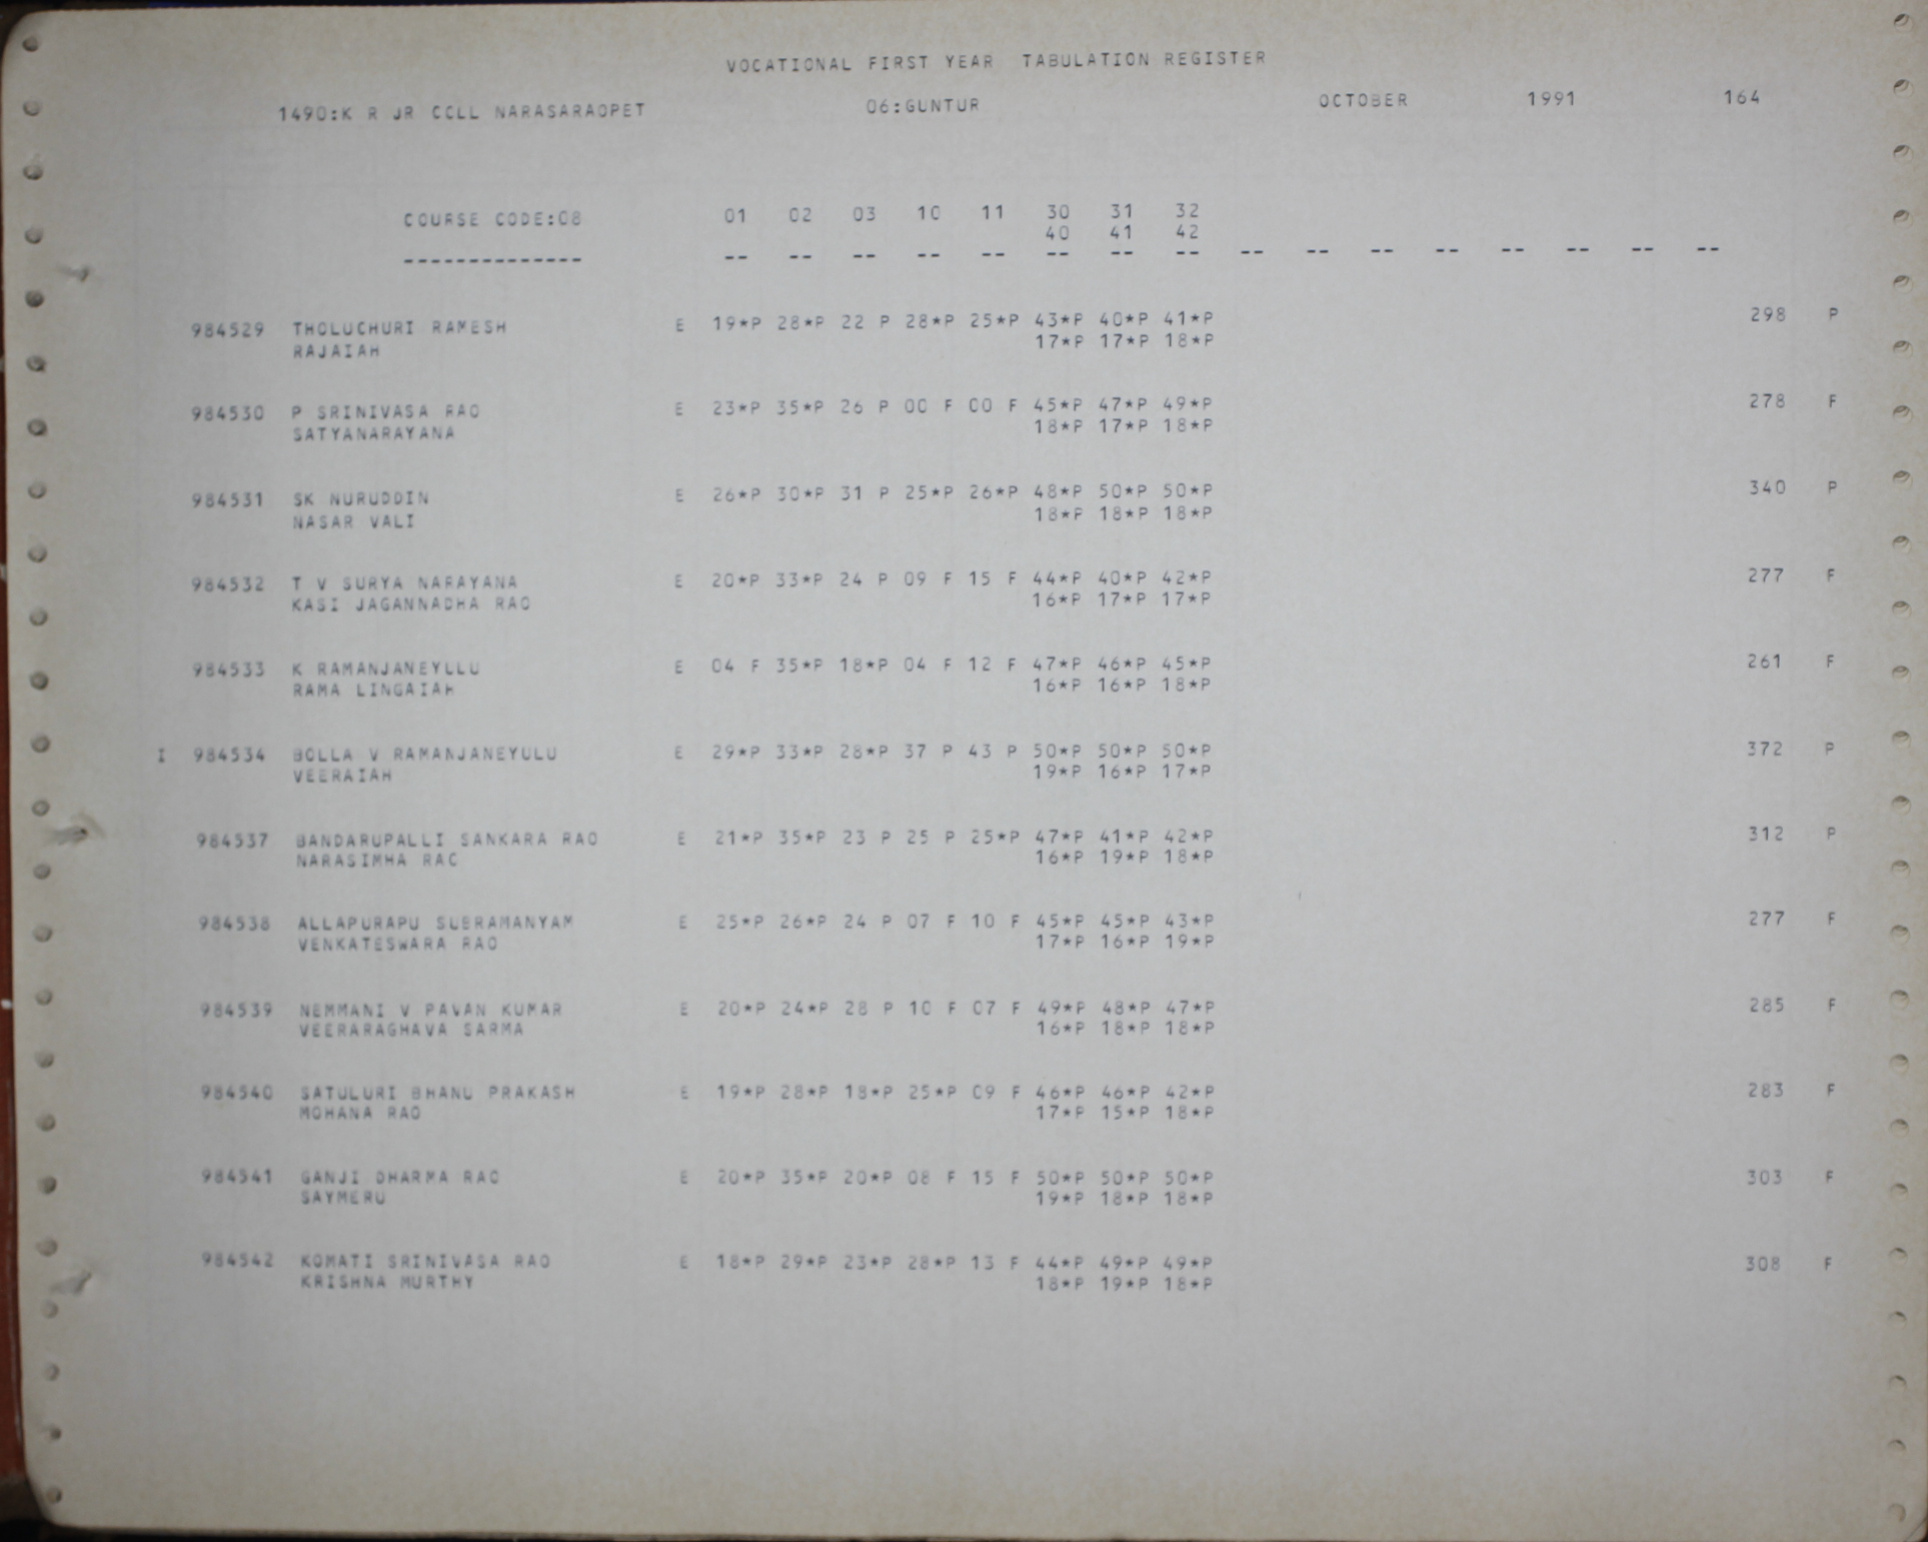 VOCATIONAL FIRST YEAR TABULATION REGISTER
1490:K R JR COLL NARASARAOPET 06:GUNTUR OCTOBER 1991 164
COURSE CODE:08 01 02 03 10 11 30 31 32
40 41 42
-------------- -- -- -- -- -- -- -- -- -- -- -- -- -- -- -- --
984529 THOLUCHURI RAMESH E 19*P 28*P 22 P 28*P 25*P 43*P 40*P 41*P 298 P
RAJAIAH 17*P 17*P 18*P
984530 P SRINIVASA RAO E 23*P 35*P 26 P 00 F 00 F 45*P 47*P 49*P 278 F
SATYANARAYANA 18*P 17*P 18*P
984531 SK NURUDDIN E 26*P 30*P 31 P 25*P 26*P 48*P 50*P 50*P 340 P
NASAR VALI 18*P 18*P 18*P
984532 T V SURYA NARAYANA E 20*P 33*P 24 P 09 F 15 F 44*P 40*P 42*P 277 F
KASI JAGANNADHA RAO 16*P 17*P 17*P
984533 K RAMANJANEYLLU E 04 F 35*P 18*P 04 F 12 F 47*P 46*P 45*P 261 F
RAMA LINGAIAH 16*P 16*P 18*P
I 984534 BOLLA V RAMANJANEYULU E 29*P 33*P 28*P 37 P 43 P 50*P 50*P 50*P 372 P
VEERAIAH 19*P 16*P 17*P
984537 BANDARUPALLI SANKARA RAO E 21*P 35*P 23 P 25 P 25*P 47*P 41*P 42*P 312 P
NARASIMHA RAO 16*P 19*P 18*P
984538 ALLAPURAPU SUBRAMANYAM E 25*P 26*P 24 P 07 F 10 F 45*P 45*P 43*P 277 F
VENKATESWARA RAO 17*P 16*P 19*P
984539 NEMMANI V PAVAN KUMAR E 20*P 24*P 28 P 10 F 07 F 49*P 48*P 47*P 285 F
VEERARAGHAVA SARMA 16*P 18*P 18*P
984540 SATULURI BHANU PRAKASH E 19*P 28*P 18*P 25*P 09 F 46*P 46*P 42*P 283 F
MOHANA RAO 17*P 15*P 18*P
984541 GANJI DHARMA RAO E 20*P 35*P 20*P 08 F 15 F 50*P 50*P 50*P 303 F
SAYMERU 19*P 18*P 18*P
984542 KOMATI SRINIVASA RAO E 18*P 29*P 23*P 28*P 13 F 44*P 49*P 49*P 308 F
KRISHNA MURTHY 18*P 19*P 18*P